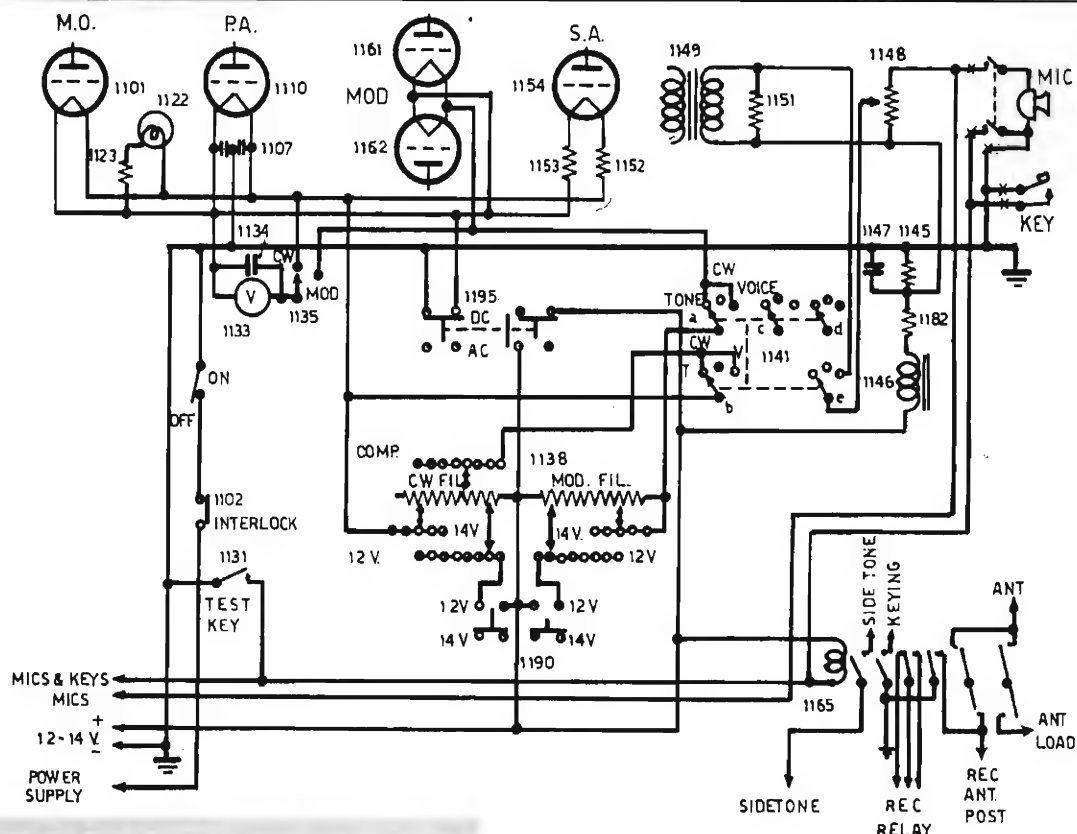 M.O.
P.A.
S.A.
1161
1149
1148
MIC
1101
1122
1110
MOD
1154
1151
1123
1107
1162
1153
1152
KEY
1134
CW
1147
1145
V
MOD
1133
1135
1195
DC
AC
CW
VOICE
TONE
a
c
d
CW
V
T
1141
1182
1146
b
e
ON
OFF
COMP.
1138
CW FIL.
MOD. FIL.
1102
INTERLOCK
14V
14V.
12V.
12V
1131
TEST
KEY
12V
12V
14V
14V
1190
SIDE TONE
KEYING
ANT
MICS & KEYS
MICS
1165
+
12-14 V.
-
ANT
LOAD
POWER
SUPPLY
SIDETONE
REC
RELAY
REC
ANT.
POST